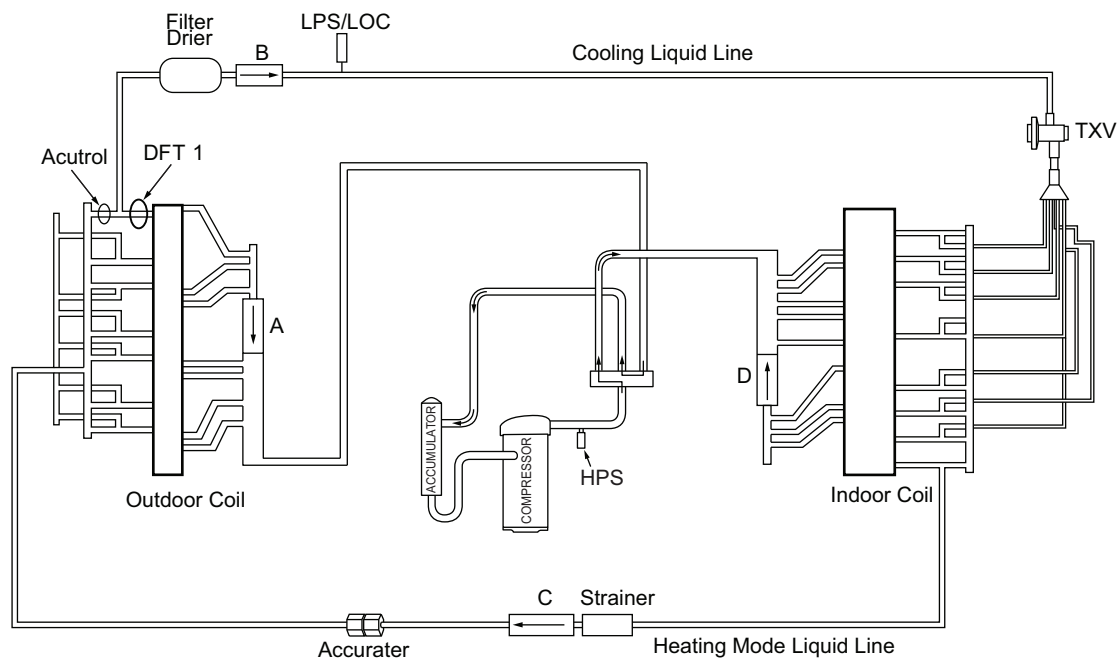 Filter
Drier
LPS/LOC
B
Cooling Liquid Line
TXV
Acutrol
DFT 1
A
D
ACCUMULATOR
COMPRESSOR
HPS
Outdoor Coil
Indoor Coil
C
Strainer
Accurater
Heating Mode Liquid Line